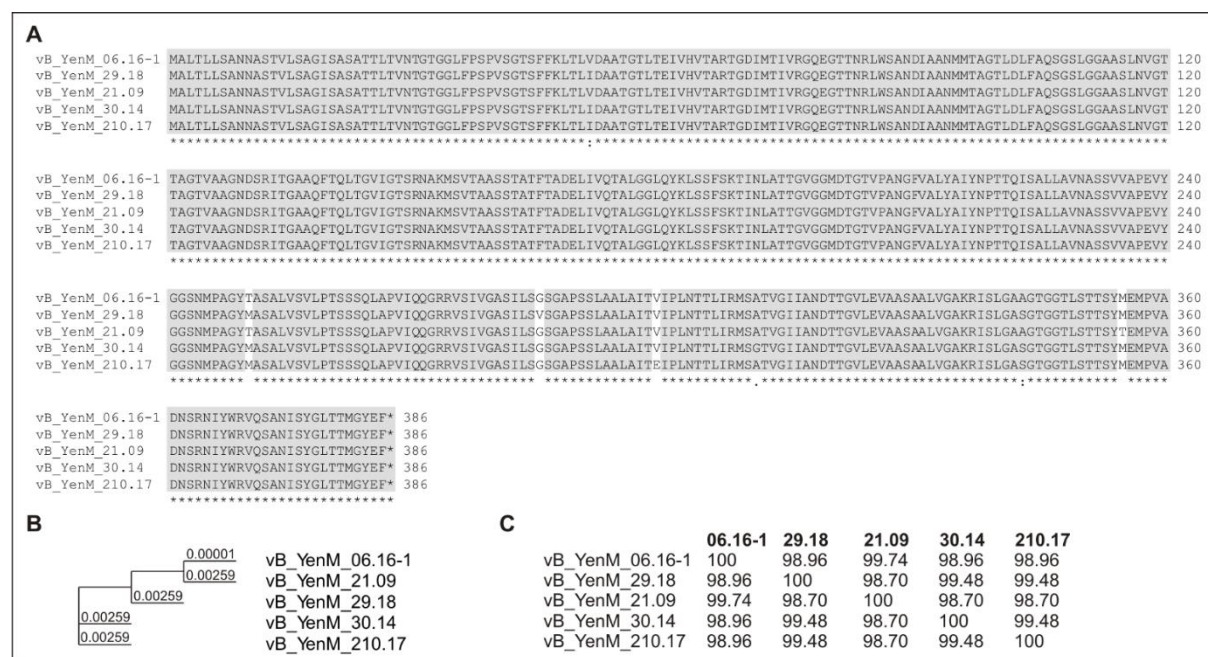 A
vB_YenM_06.16-1 MALTLLSANNASTVLSAGISASATTLTVNTGTGGLFPSPVSGTSFFKLTLVDAATGTLTEIVHVTARTGDIMTIVRGQEGTTNRLWSANDIAANMMTAGTLDLFAQSGSLGGAASLNVGT 120
vB_YenM_29.18 MALTLLSANNASTVLSAGISASATTLTVNTGTGGLFPSPVSGTSFFKLTLIDAATGTLTEIVHVTARTGDIMTIVRGQEGTTNRLWSANDIAANMMTAGTLDLFAQSGSLGGAASLNVGT 120
vB_YenM_21.09 MALTLLSANNASTVLSAGISASATTLTVNTGTGGLFPSPVSGTSFFKLTLVDAATGTLTEIVHVTARTGDIMTIVRGQEGTTNRLWSANDIAANMMTAGTLDLFAQSGSLGGAASLNVGT 120
vB_YenM_30.14 MALTLLSANNASTVLSAGISASATTLTVNTGTGGLFPSPVSGTSFFKLTLIDAATGTLTEIVHVTARTGDIMTIVRGQEGTTNRLWSANDIAANMMTAGTLDLFAQSGSLGGAASLNVGT 120
vB_YenM_210.17 MALTLLSANNASTVLSAGISASATTLTVNTGTGGLFPSPVSGTSFFKLTLIDAATGTLTEIVHVTARTGDIMTIVRGQEGTTNRLWSANDIAANMMTAGTLDLFAQSGSLGGAASLNVGT 120
**************************************************:*********************************************************************
vB_YenM_06.16-1 TAGTVAAGNDSRITGAAQFTQLTGVIGTSRNAKMSVTAASSTATFTADELIVQTALGGLQYKLSSFSKTINLATTGVGGMDTGTVPANGFVALYAIYNPTTQISALLAVNASSVVAPEVY 240
vB_YenM_29.18 TAGTVAAGNDSRITGAAQFTQLTGVIGTSRNAKMSVTAASSTATFTADELIVQTALGGLQYKLSSFSKTINLATTGVGGMDTGTVPANGFVALYAIYNPTTQISALLAVNASSVVAPEVY 240
vB_YenM_21.09 TAGTVAAGNDSRITGAAQFTQLTGVIGTSRNAKMSVTAASSTATFTADELIVQTALGGLQYKLSSFSKTINLATTGVGGMDTGTVPANGFVALYAIYNPTTQISALLAVNASSVVAPEVY 240
vB_YenM_30.14 TAGTVAAGNDSRITGAAQFTQLTGVIGTSRNAKMSVTAASSTATFTADELIVQTALGGLQYKLSSFSKTINLATTGVGGMDTGTVPANGFVALYAIYNPTTQISALLAVNASSVVAPEVY 240
vB_YenM_210.17 TAGTVAAGNDSRITGAAQFTQLTGVIGTSRNAKMSVTAASSTATFTADELIVQTALGGLQYKLSSFSKTINLATTGVGGMDTGTVPANGFVALYAIYNPTTQISALLAVNASSVVAPEVY 240
************************************************************************************************************************
vB_YenM_06.16-1 GGSNMPAGYTASALVSVLPTSSSQLAPVIQQGRRVSIVGASILSGSGAPSSLAALAITVIPLNTTLIRMSATVGIIANDTTGVLEVAASAALVGAKRISLGAAGTGGTLSTTSYMEMPVA 360
vB_YenM_29.18 GGSNMPAGYMASALVSVLPTSSSQLAPVIQQGRRVSIVGASILSVSGAPSSLAALAITVIPLNTTLIRMSATVGIIANDTTGVLEVAASAALVGAKRISLGASGTGGTLSTTSYMEMPVA 360
vB_YenM_21.09 GGSNMPAGYTASALVSVLPTSSSQLAPVIQQGRRVSIVGASILSGSGAPSSLAALAITVIPLNTTLIRMSATVGIIANDTTGVLEVAASAALVGAKRISLGAAGTGGTLSTTSYTEMPVA 360
vB_YenM_30.14 GGSNMPAGYMASALVSVLPTSSSQLAPVIQQGRRVSIVGASILSGSGAPSSLAALAITVIPLNTTLIRMSGTVGIIANDTTGVLEVAASAALVGAKRISLGASGTGGTLSTTSYMEMPVA 360
vB_YenM_210.17 GGSNMPAGYMASALVSVLPTSSSQLAPVIQQGRRVSIVGASILSGSGAPSSLAALAITEIPLNTTLIRMSATVGIIANDTTGVLEVAASAALVGAKRISLGASGTGGTLSTTSYMEMPVA 360
********* ********************************** ************* ***********.*******************************:*********** *****
vB_YenM_06.16-1 DNSRNIYWRVQSANISYGLTTMGYEF* 386
vB_YenM_29.18 DNSRNIYWRVQSANISYGLTTMGYEF* 386
vB_YenM_21.09 DNSRNIYWRVQSANISYGLTTMGYEF* 386
vB_YenM_30.14 DNSRNIYWRVQSANISYGLTTMGYEF* 386
vB_YenM_210.17 DNSRNIYWRVQSANISYGLTTMGYEF* 386
***************************
B
0.00001 vB_YenM_06.16-1
0.00259 vB_YenM_21.09
0.00259 vB_YenM_29.18
0.00259 vB_YenM_30.14
0.00259 vB_YenM_210.17
C
06.16-1 29.18 21.09 30.14 210.17
vB_YenM_06.16-1 100 98.96 99.74 98.96 98.96
vB_YenM_29.18 98.96 100 98.70 99.48 99.48
vB_YenM_21.09 99.74 98.70 100 98.70 98.70
vB_YenM_30.14 98.96 99.48 98.70 100 99.48
vB_YenM_210.17 98.96 99.48 98.70 99.48 100